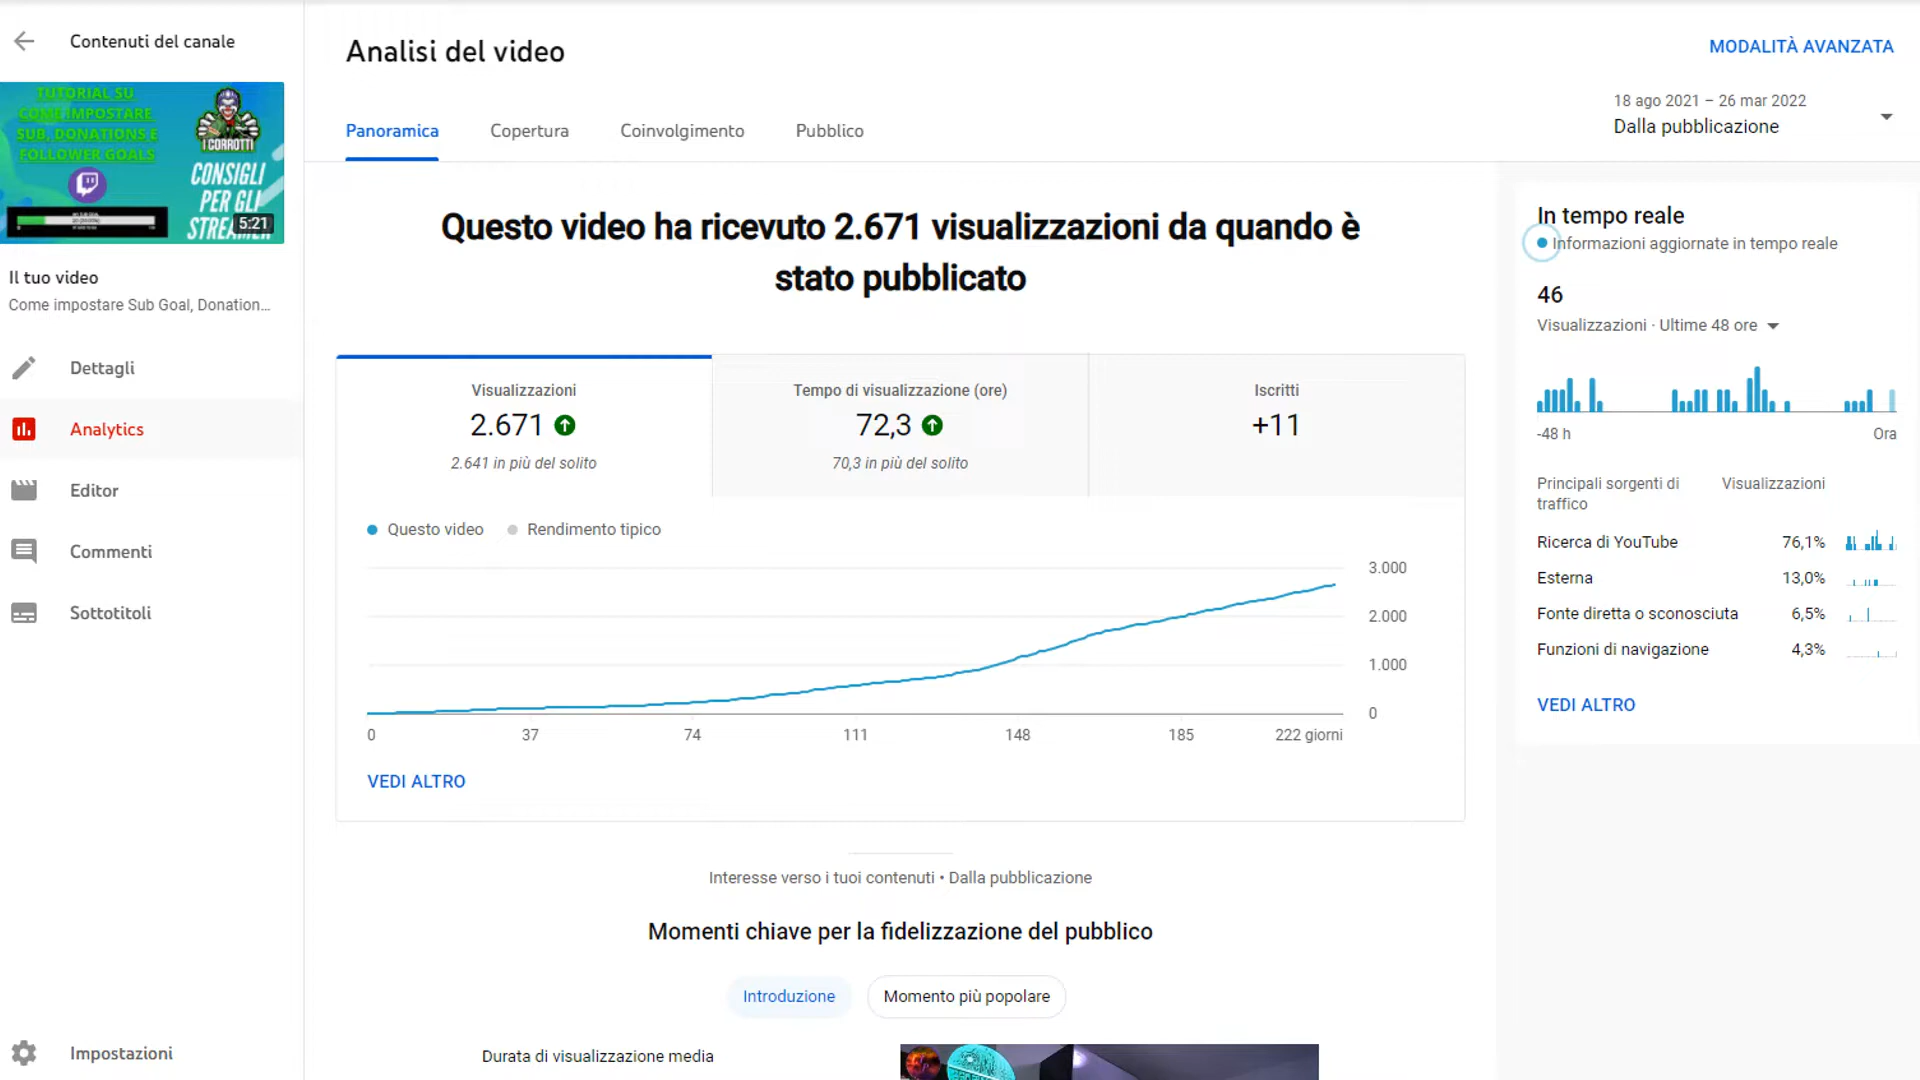 Contenuti del canale
TUTORIAL SU
COME IMPOSTARE
SUB, DONATIONS E
FOLLOWER GOALS
I CORROTTI
CONSIGLI
PER GLI
STREAMER
5:21
Il tuo video
Come impostare Sub Goal, Donation...
Dettagli
Analytics
Editor
Commenti
Sottotitoli
Impostazioni
Analisi del video
MODALITÀ AVANZATA
Panoramica
Copertura
Coinvolgimento
Pubblico
18 ago 2021 – 26 mar 2022
Dalla pubblicazione
Questo video ha ricevuto 2.671 visualizzazioni da quando è
stato pubblicato
Visualizzazioni
2.671
2.641 in più del solito
Tempo di visualizzazione (ore)
72,3
70,3 in più del solito
Iscritti
+11
Questo video
Rendimento tipico
3.000
2.000
1.000
0
0
37
74
111
148
185
222 giorni
VEDI ALTRO
Interesse verso i tuoi contenuti • Dalla pubblicazione
Momenti chiave per la fidelizzazione del pubblico
Introduzione
Momento più popolare
Durata di visualizzazione media
In tempo reale
Informazioni aggiornate in tempo reale
46
Visualizzazioni · Ultime 48 ore
-48 h
Ora
Principali sorgenti di
traffico
Visualizzazioni
Ricerca di YouTube 76,1%
Esterna 13,0%
Fonte diretta o sconosciuta 6,5%
Funzioni di navigazione 4,3%
VEDI ALTRO